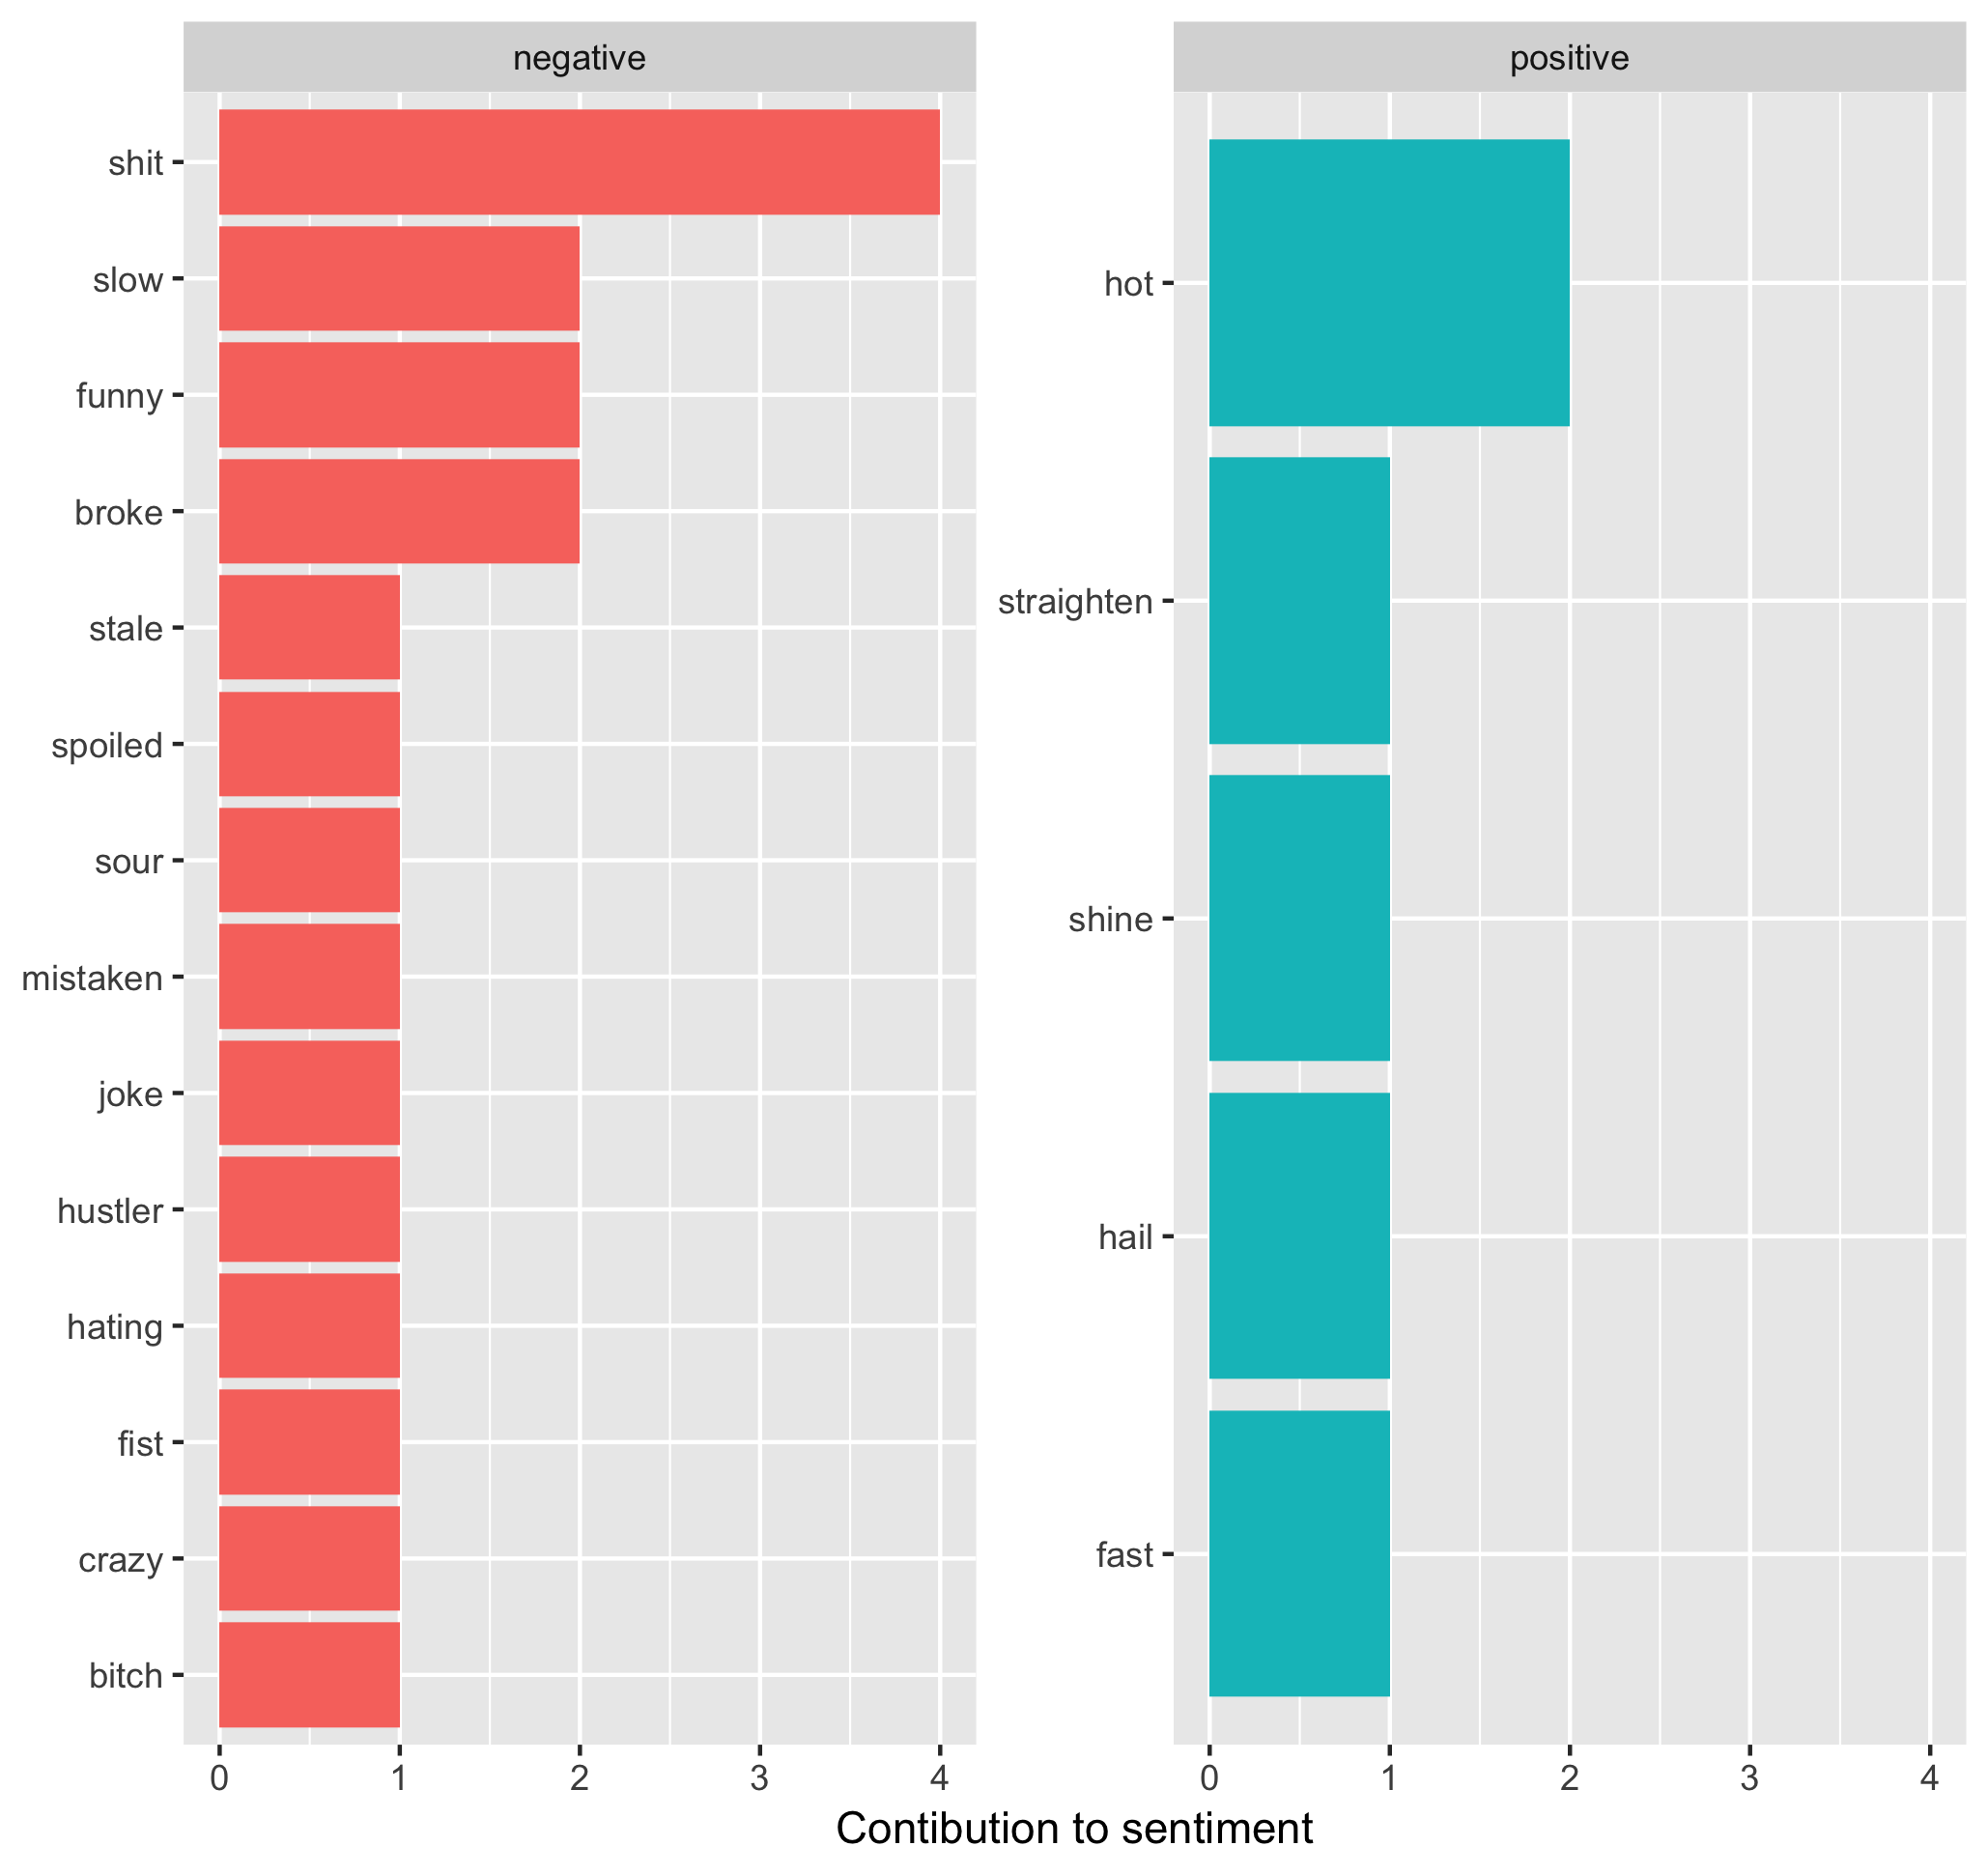 negative
shit
slow
funny
broke
stale
spoiled
sour
mistaken
joke
hustler
hating
fist
crazy
bitch
0 1 2 3 4
positive
hot
straighten
shine
hail
fast
0 1 2 3 4
Contibution to sentiment